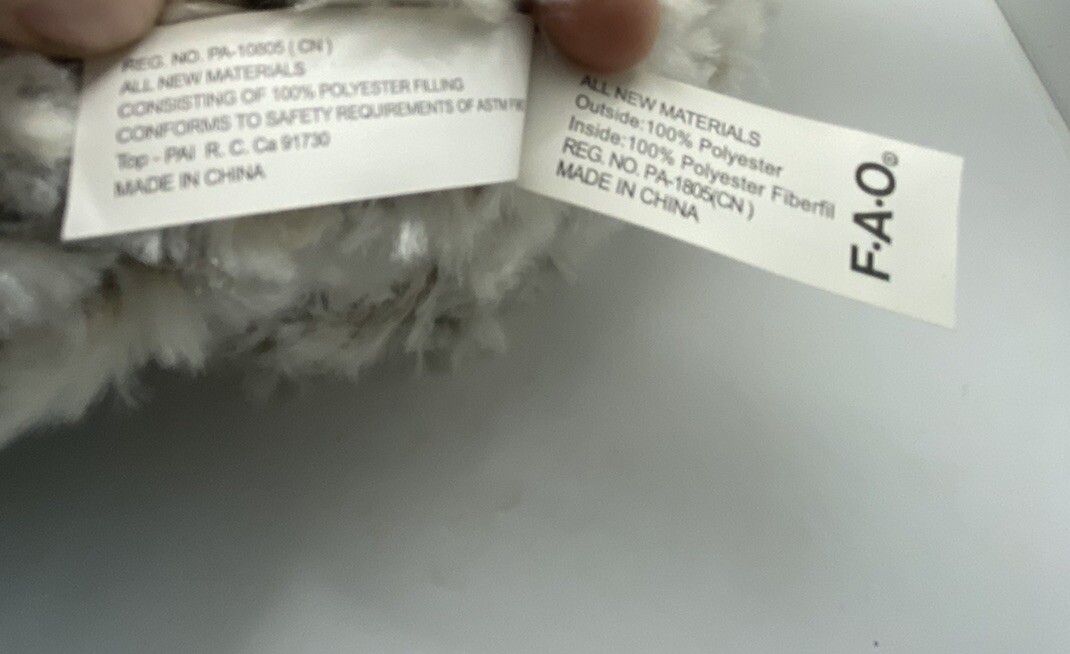 REG. NO. PA-10805 ( CN )
ALL NEW MATERIALS
CONSISTING OF 100% POLYESTER FILLING
CONFORMS TO SAFETY REQUIREMENTS OF ASTM
Top - PAI R. C. Ca 91730
MADE IN CHINA
ALL NEW MATERIALS
Outside:100% Polyester
Inside:100% Polyester Fiberfil
REG. NO. PA-1805(CN )
MADE IN CHINA
F·A·O®